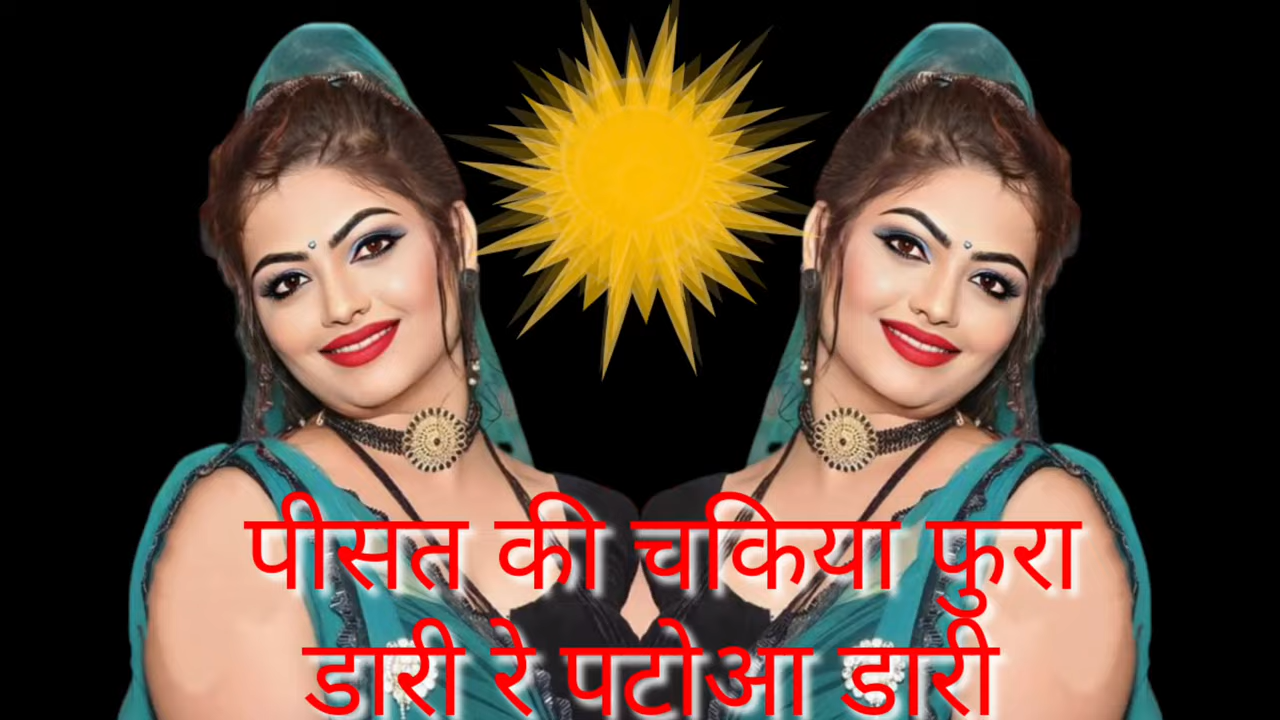 पीसत की चकिया फुरा
डारी रे पटोआ डारी